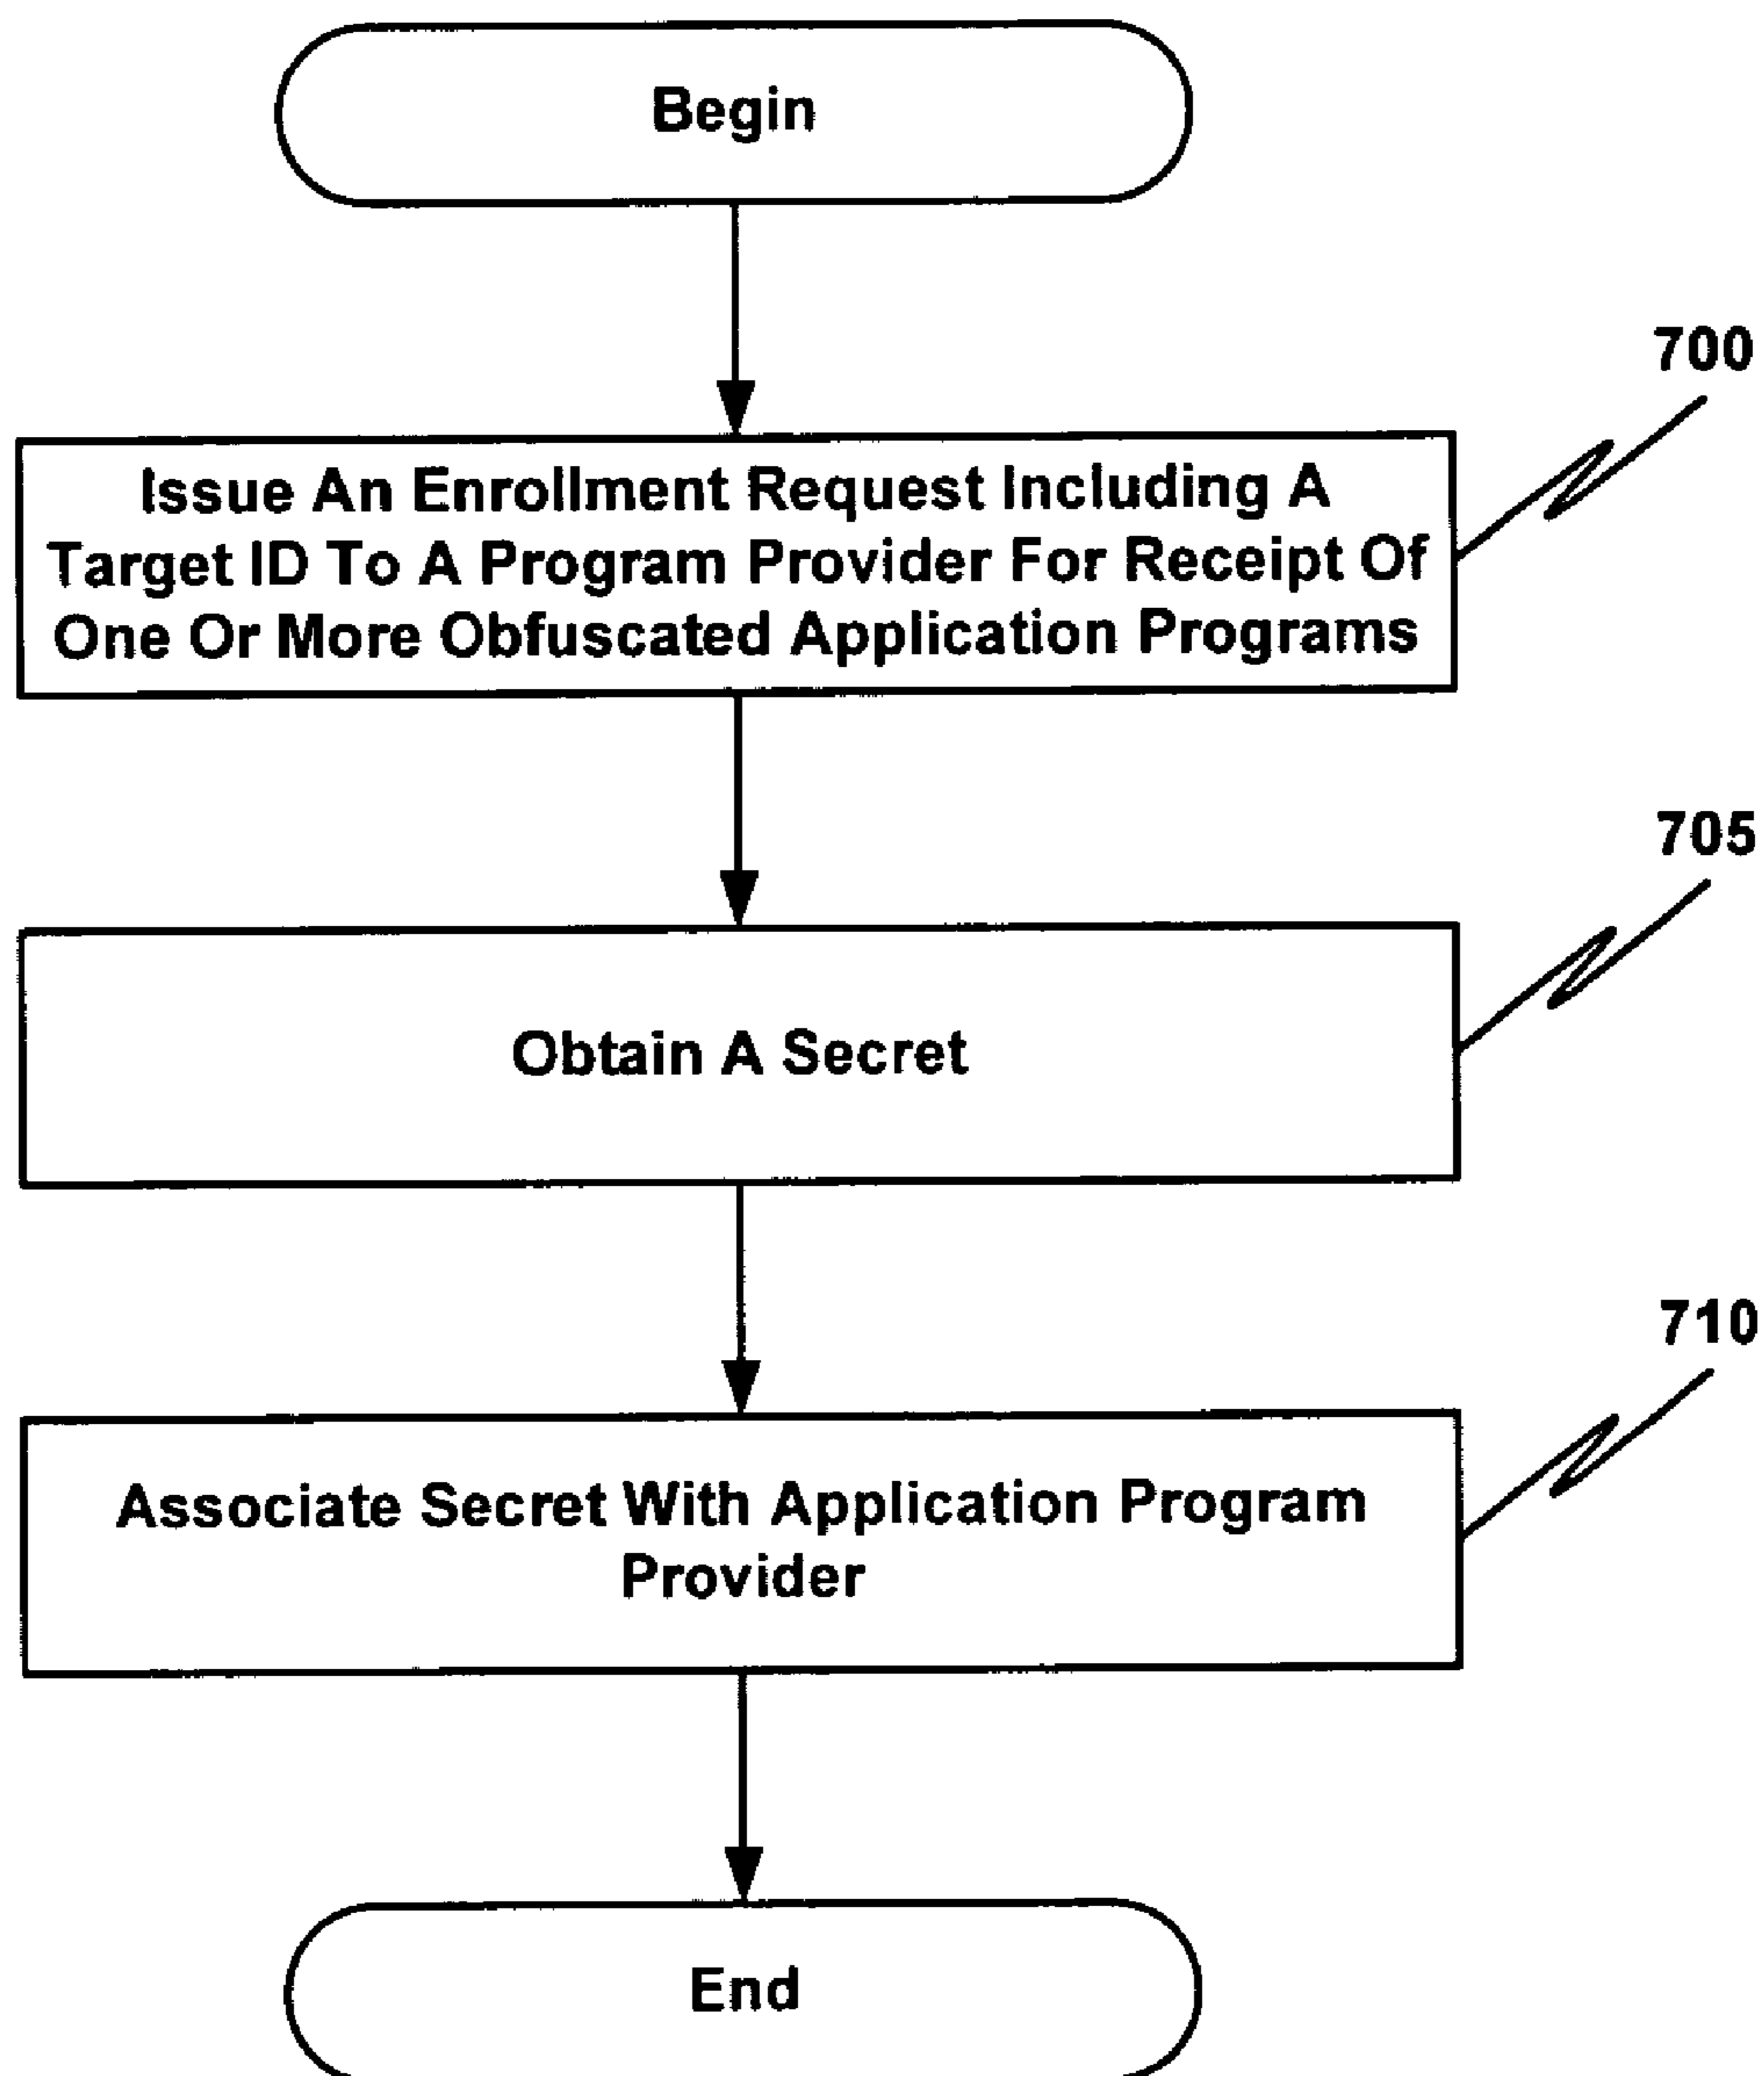 Begin
700
Issue An Enrollment Request Including A
Target ID To A Program Provider For Receipt Of
One Or More Obfuscated Application Programs
705
Obtain A Secret
710
Associate Secret With Application Program
Provider
End